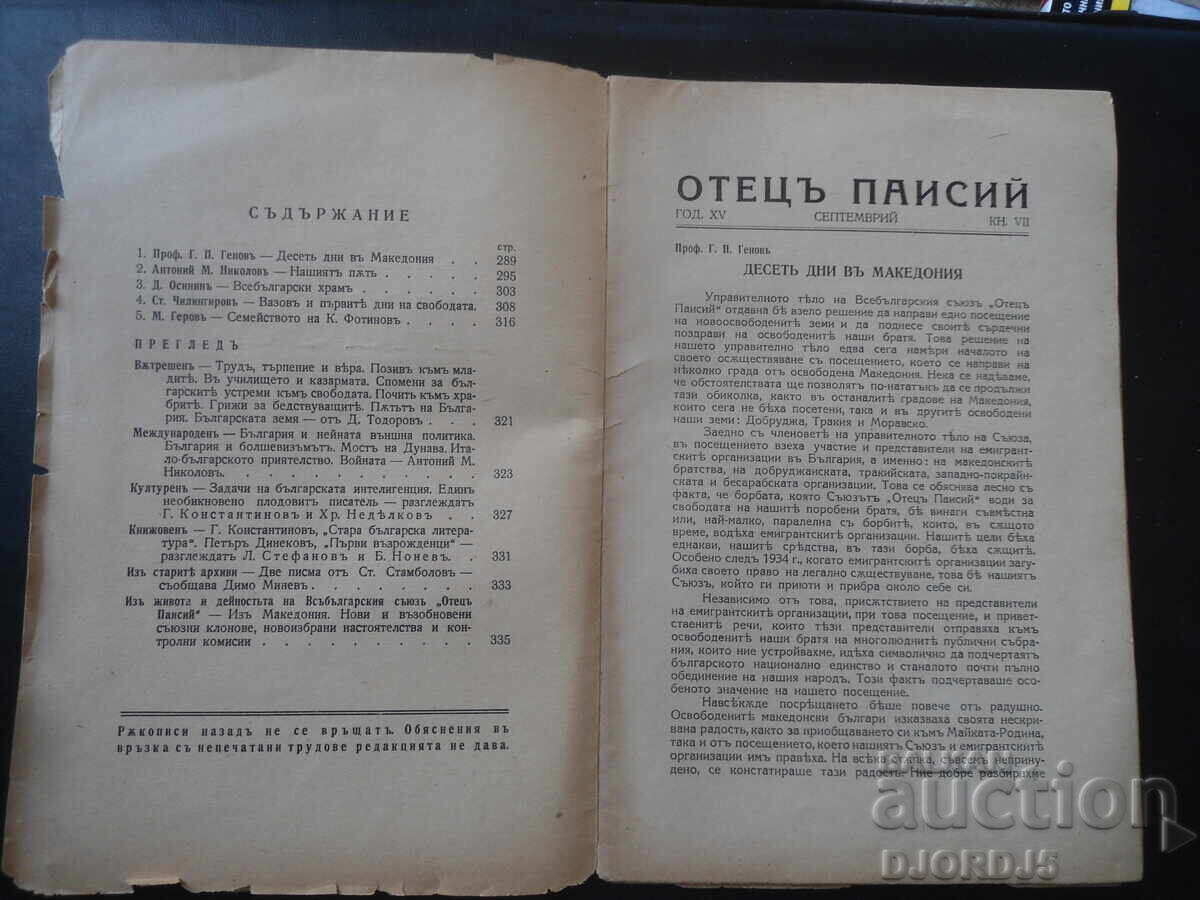 СЪДЪРЖАНИЕ
стр.
1. Проф. Г. П. Геновъ — Десеть дни въ Македония . . 289
2. Антоний М. Николовъ — Нашиятъ пѫть . . . . . 295
3. Д. Осининъ — Всебългарски храмъ. . . . . . 303
4. Ст. Чилингировъ — Вазовъ и първитѣ дни на свободата. 308
5. М. Геровъ — Семейството на К. Фотиновъ . . . . . 316
ПРЕГЛЕДЪ
Вѫтрешенъ — Трудъ, търпение и вѣра. Позивъ къмъ мла-
дитѣ. Въ училището и казармата. Спомени за бъл-
гарскитѣ устреми къмъ свободата. Почить къмъ хра-
бритѣ. Грижи за бедствуващитѣ. Пѫтьтъ на Бълга-
рия. Българската земя — отъ Д. Тодоровъ . . . 321
Международенъ — България и нейната външна политика.
България и болшевизъмътъ. Мостъ на Дунава. Ита-
ло-българското приятелство. Войната — Антоний М.
Николовъ. . . . . . . . . . . . 323
Културенъ — Задачи на българската интелигенция. Единъ
необикновено плодовитъ писатель — разглеждатъ
Г. Константиновъ и Хр. Недѣлковъ . . 327
Книжовенъ — Г. Константиновъ, „Стара българска литера-
тура“. Петъръ Динековъ, „Първи възрожденци“ —
разглеждатъ Л. Стефановъ и Б. Ноневъ. . . 331
Изъ старитѣ архиви — Две писма отъ Ст. Стамболовъ —
съобщава Димо Миневъ. . . . . . . . 333
Изъ живота и дейностьта на Всѣбългарския съюзъ „Отецъ
Паисий“ — Изъ Македония. Нови и възобновени
съюзни клонове, новоизбрани настоятелства и кон-
тролни комисии . . . . . . . . . . 335
Рѫкописи назадъ не се връщатъ. Обяснения въ
връзка съ непечатани трудове редакцията не дава.
ОТЕЦЪ ПАИСИЙ
ГОД. XV СЕПТЕМВРИЙ КН. VII
Проф. Г. П. Геновъ
ДЕСЕТЬ ДНИ ВЪ МАКЕДОНИЯ
Управителното тѣло на Всебългарския съюзъ „Отецъ
Паисий“ отдавна бѣ взело решение да направи едно посещение
на новоосвободенитѣ земи и да поднесе своитѣ сърдечни
поздрави на освободенитѣ наши братя. Това решение на
нашето управително тѣло едва сега намѣри началото на
своето осѫществяване съ посещението, което се направи на
нѣколко града отъ освободена Македония. Нека се надѣваме,
че обстоятелствата ще позволятъ по-нататъкъ да се продължи
тази обиколка, както въ останалитѣ градове на Македония,
които сега не бѣха посетени, така и въ другитѣ освободени
наши земи: Добруджа, Тракия и Моравско.
Заедно съ членоветѣ на управителното тѣло на Съюза,
въ посещението взеха участие и представители на емигрант-
скитѣ организации въ България, а именно: на македонскитѣ
братства, на добруджанската, тракийската, западно-покрайн-
ската и бесарабската организации. Това се обяснява лесно съ
факта, че борбата, която Съюзътъ „Отецъ Паисий“ води за
свободата на нашитѣ поробени братя, бѣ винаги съвмѣстна
или, най-малко, паралелна съ борбитѣ, които, въ сѫщото
време, водѣха емигрантскитѣ организации. Нашитѣ цели бѣха
еднакви, нашитѣ срѣдства, въ тази борба, бѣха сѫщитѣ.
Особено следъ 1934 г., когато емигрантскитѣ организации загу-
биха своето право на легално сѫществуване, това бѣ нашиятъ
Съюзъ, който ги приюти и прибра около себе си.
Независимо отъ това, присѫтствието на представители
на емигрантскитѣ организации, при това посещение, и привет-
ственитѣ речи, които тѣзи представители отправяха къмъ
освободенитѣ наши братя на многолюднитѣ публични събра-
ния, които ние устройвахме, идѣха символично да подчертаятъ
българското национално единство и станалото почти пълно
обединение на нашия народъ. Този фактъ подчертаваше осо-
беното значение на нашето посещение.
Навсѣкѫде посрѣщането бѣше повече отъ радушно.
Освободенитѣ македонски българи изказваха своята нескри-
вана радость, както за приобщаването си къмъ Майката-Родина,
така и отъ посещението, което нашиятъ Съюзъ и емигрантскитѣ
организации имъ правѣха. На всѣка стѫпка, съвсем непринy-
дено, се констатираше тази радость. Ние добре разбирахме
BALKAN
auction
DJORDJ5